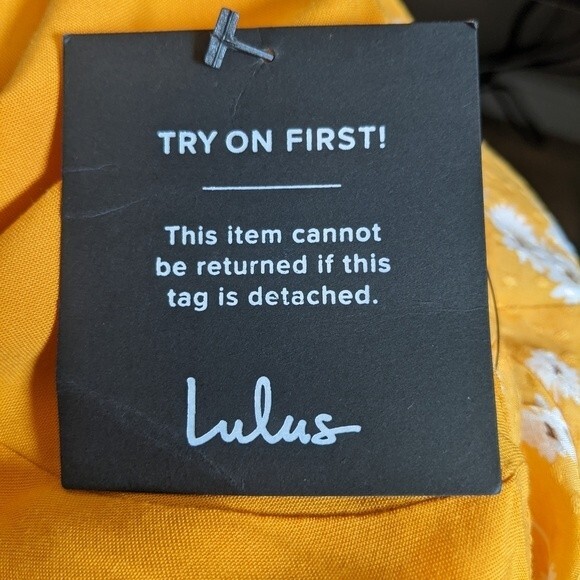 TRY ON FIRST!
This item cannot
be returned if this
tag is detached.
Lulus